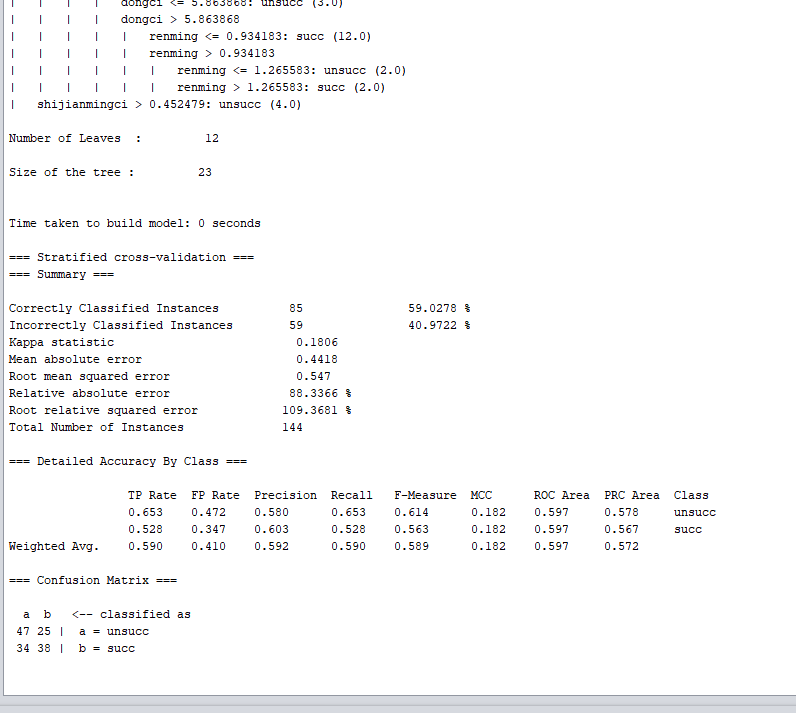 |   |   |   |   dongci <= 5.863868: unsucc (3.0)
|   |   |   |   dongci > 5.863868
|   |   |   |   |   renming <= 0.934183: succ (12.0)
|   |   |   |   |   renming > 0.934183
|   |   |   |   |   |   renming <= 1.265583: unsucc (2.0)
|   |   |   |   |   |   renming > 1.265583: succ (2.0)
|   shijianmingci > 0.452479: unsucc (4.0)
Number of Leaves  :         12
Size of the tree :         23
Time taken to build model: 0 seconds
=== Stratified cross-validation ===
=== Summary ===
Correctly Classified Instances          85               59.0278 %
Incorrectly Classified Instances        59               40.9722 %
Kappa statistic                          0.1806
Mean absolute error                      0.4418
Root mean squared error                  0.547
Relative absolute error                 88.3366 %
Root relative squared error            109.3681 %
Total Number of Instances              144
=== Detailed Accuracy By Class ===
TP Rate  FP Rate  Precision  Recall   F-Measure  MCC      ROC Area  PRC Area  Class
0.653    0.472    0.580      0.653    0.614      0.182    0.597     0.578     unsucc
0.528    0.347    0.603      0.528    0.563      0.182    0.597     0.567     succ
Weighted Avg.    0.590    0.410    0.592      0.590    0.589      0.182    0.597     0.572
=== Confusion Matrix ===
a  b   <-- classified as
47 25 |  a = unsucc
34 38 |  b = succ